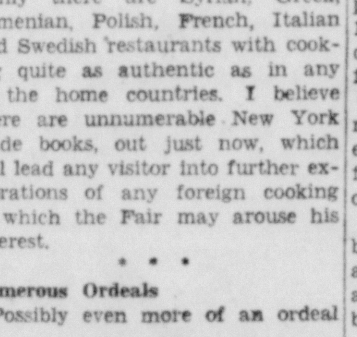 menian, Polish, French, Italian
d Swedish restaurants with cook-
quite as authentic as in any
the home countries. I believe
ere are unnumerable New York
de books, out just now, which
l lead any visitor into further ex-
rations of any foreign cooking
which the Fair may arouse his
erest.
* * *
merous Ordeals
Possibly even more of an ordeal